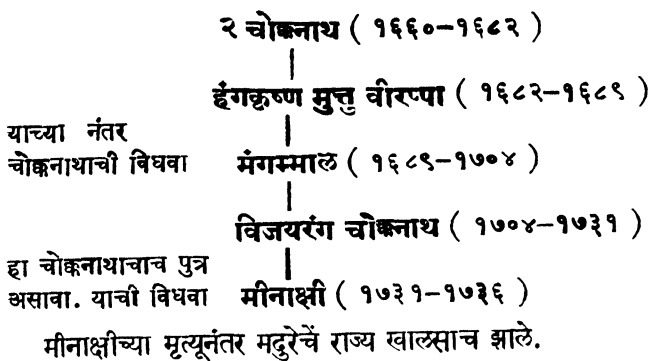 २ चोक्कनाथ ( १६६०–१६८२ )
हंगकृष्ण मुत्तु वीरप्पा ( १६८२–१६८९ )
याच्या नंतर
चोक्कनाथाची विधवा मंगम्माल ( १६८९–१७०४ )
विजयरंग चोक्कनाथ ( १७०४–१७३१ )
हा चोक्कनाथाचाच पुत्र
असावा. याची विधवा मीनाक्षी ( १७३१–१७३६ )
मीनाक्षीच्या मृत्यूनंतर मदुरेचें राज्य खालसाच झाले.